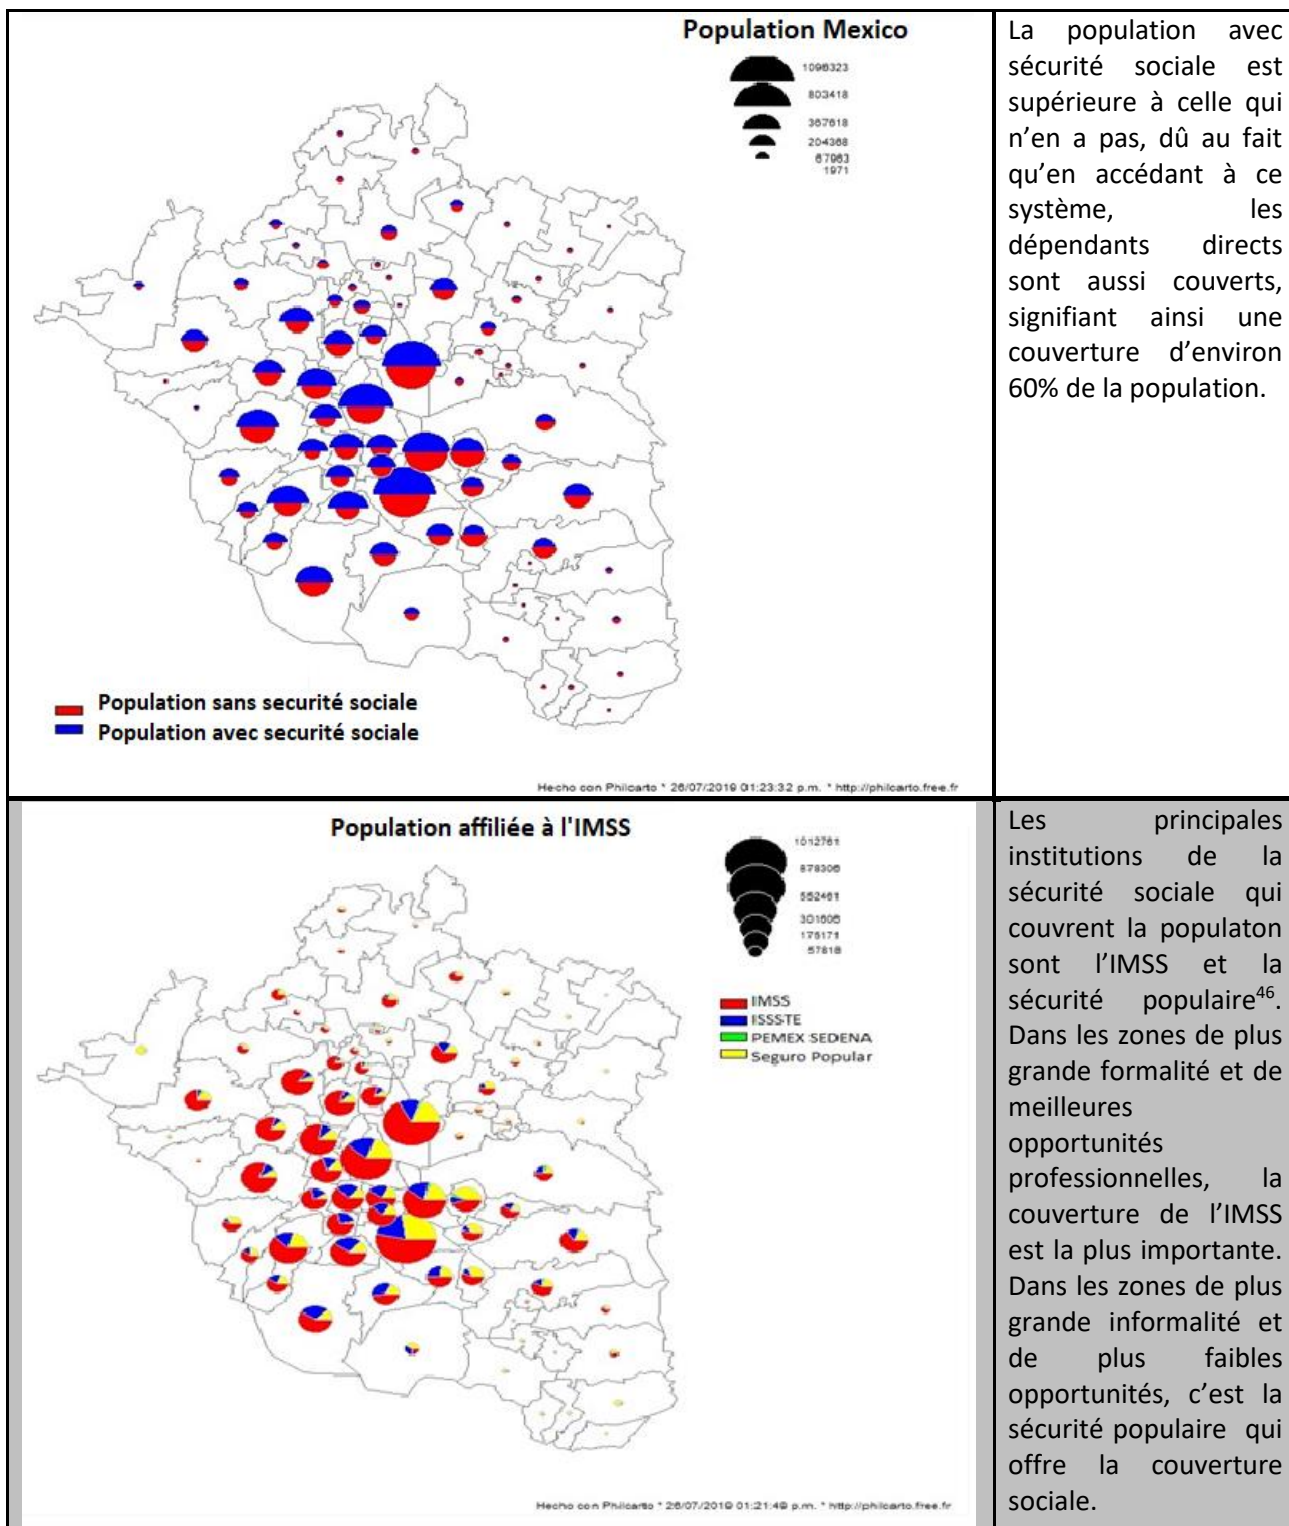 Population Mexico
1096323
803418
367618
204368
67963
1971
Population sans securité sociale
Population avec securité sociale
Hecho con Philcarto * 26/07/2019 01:23:32 p.m. * http://philcarto.free.fr
La population avec
sécurité sociale est
supérieure à celle qui
n'en a pas, dû au fait
qu'en accédant à ce
système, les
dépendants directs
sont aussi couverts,
signifiant ainsi une
couverture d'environ
60% de la population.
Population affiliée à l'IMSS
1012761
878306
552461
301606
175171
57818
IMSS
ISSSTE
PEMEX SEDENA
Seguro Popular
Hecho con Philcarto * 26/07/2019 01:21:49 p.m. * http://philcarto.free.fr
Les principales
institutions de la
sécurité sociale qui
couvrent la populaton
sont l'IMSS et la
sécurité populaire46.
Dans les zones de plus
grande formalité et de
meilleures
opportunités
professionnelles, la
couverture de l'IMSS
est la plus importante.
Dans les zones de plus
grande informalité et
de plus faibles
opportunités, c'est la
sécurité populaire qui
offre la couverture
sociale.